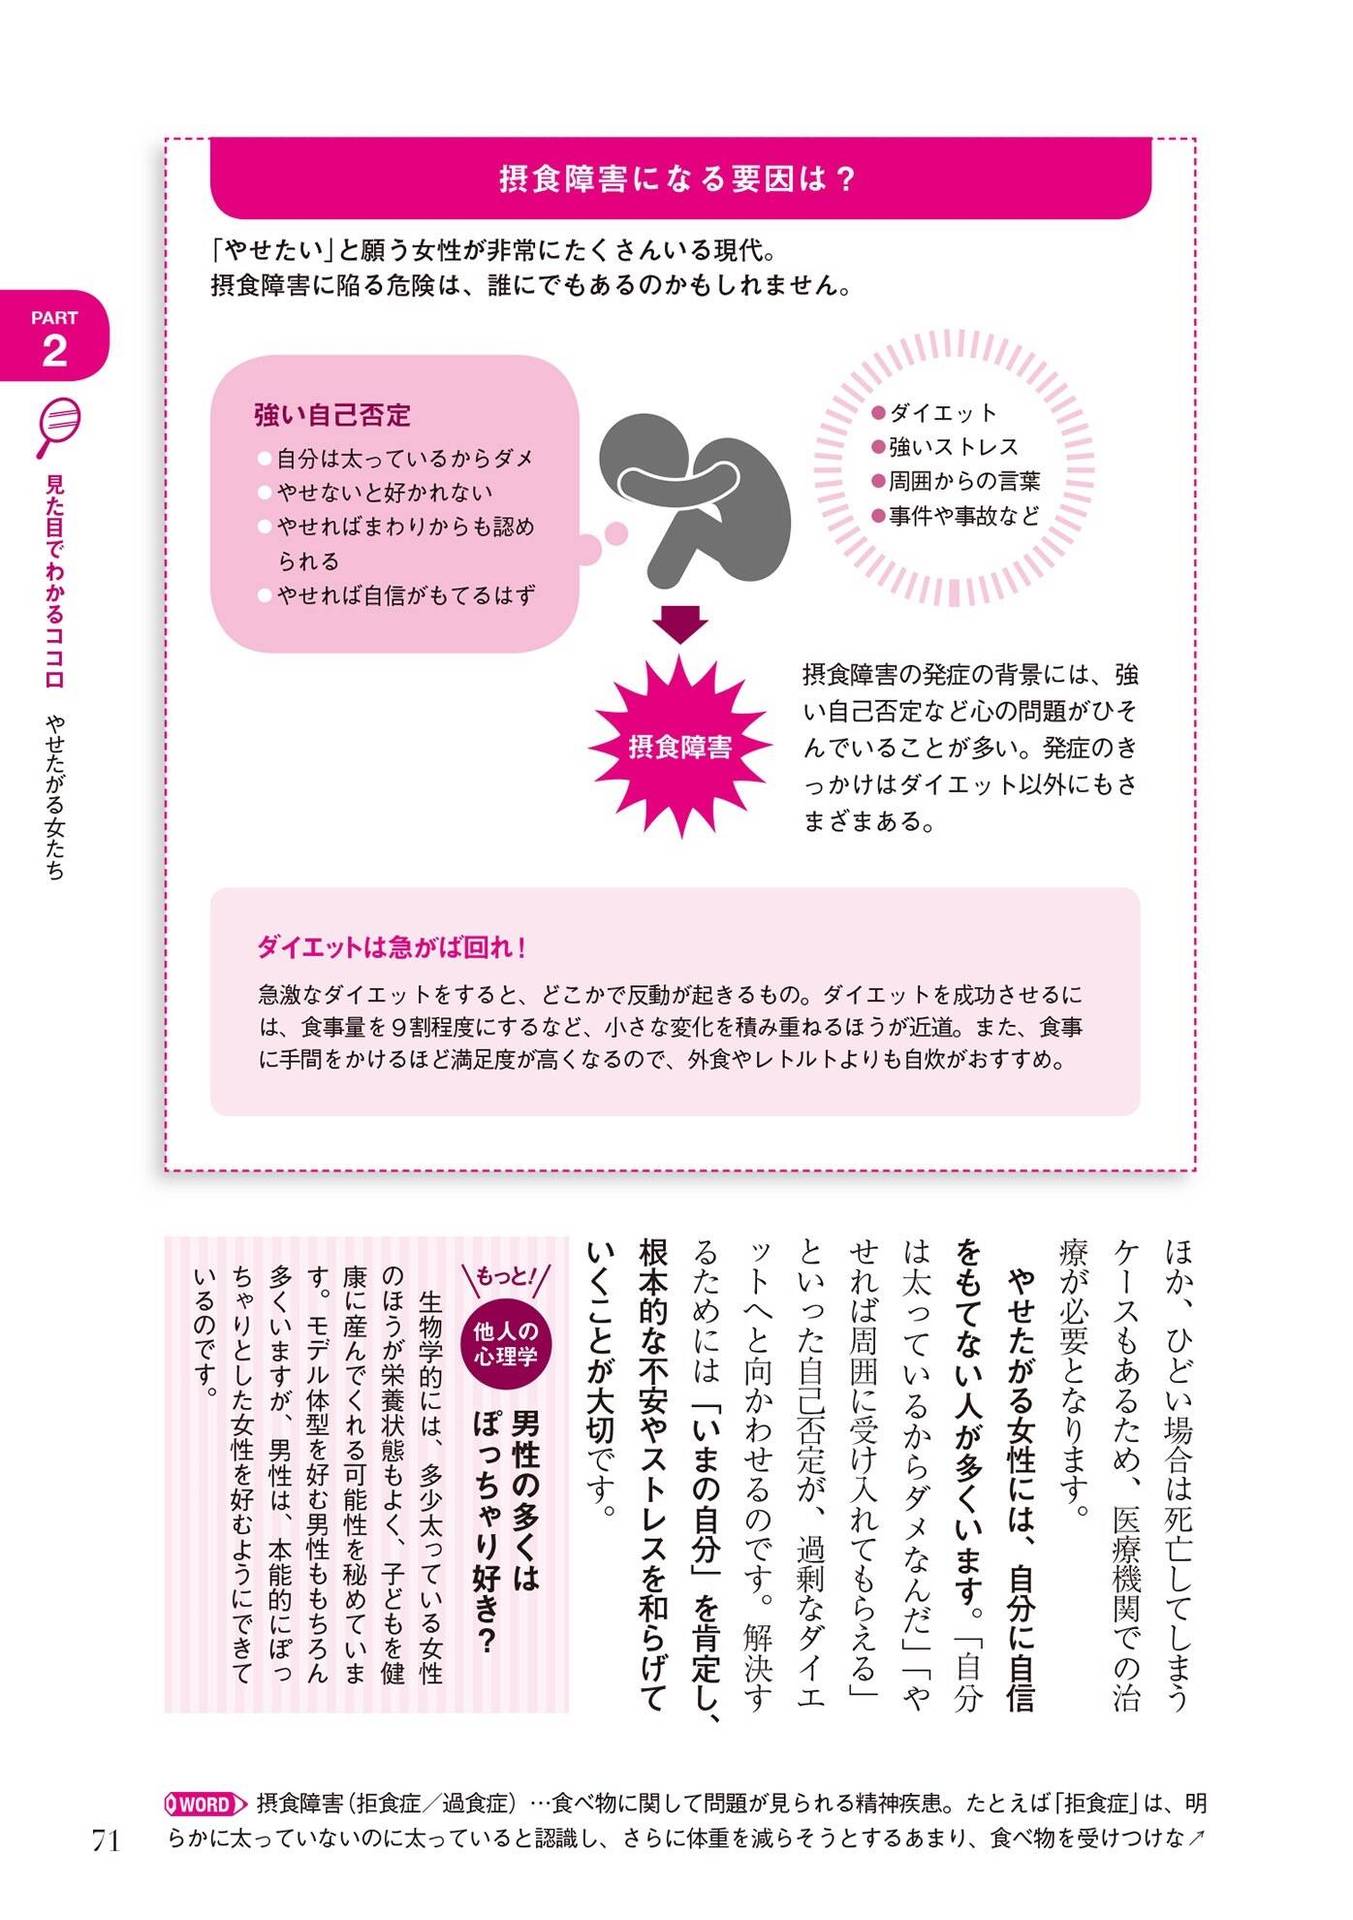 摂食障害になる要因は？
「やせたい」と願う女性が非常にたくさんいる現代。
摂食障害に陥る危険は、誰にでもあるのかもしれません。
PART
2
見た目でわかるココロ　やせたがる女たち
強い自己否定
●自分は太っているからダメ
●やせないと好かれない
●やせればまわりからも認め
られる
●やせれば自信がもてるはず
●ダイエット
●強いストレス
●周囲からの言葉
●事件や事故など
摂食障害
摂食障害の発症の背景には、強
い自己否定など心の問題がひそ
んでいることが多い。発症のき
っかけはダイエット以外にもさ
まざまある。
ダイエットは急がば回れ！
急激なダイエットをすると、どこかで反動が起きるもの。ダイエットを成功させるに
は、食事量を９割程度にするなど、小さな変化を積み重ねるほうが近道。また、食事
に手間をかけるほど満足度が高くなるので、外食やレトルトよりも自炊がおすすめ。
ほか、ひどい場合は死亡してしまう
ケースもあるため、医療機関での治
療が必要となります。
やせたがる女性には、自分に自信
をもてない人が多くいます。「自分
は太っているからダメなんだ」「や
せれば周囲に受け入れてもらえる」
といった自己否定が、過剰なダイエ
ットへと向かわせるのです。解決す
るためには「いまの自分」を肯定し、
根本的な不安やストレスを和らげて
いくことが大切です。
もっと！
他人の
心理学
男性の多くは
ぽっちゃり好き？
生物学的には、多少太っている女性
のほうが栄養状態もよく、子どもを健
康に産んでくれる可能性を秘めていま
す。モデル体型を好む男性ももちろん
多くいますが、男性は、本能的にぽっ
ちゃりとした女性を好むようにできて
いるのです。
WORD 摂食障害（拒食症／過食症）…食べ物に関して問題が見られる精神疾患。たとえば「拒食症」は、明
らかに太っていないのに太っていると認識し、さらに体重を減らそうとするあまり、食べ物を受けつけな↗
71